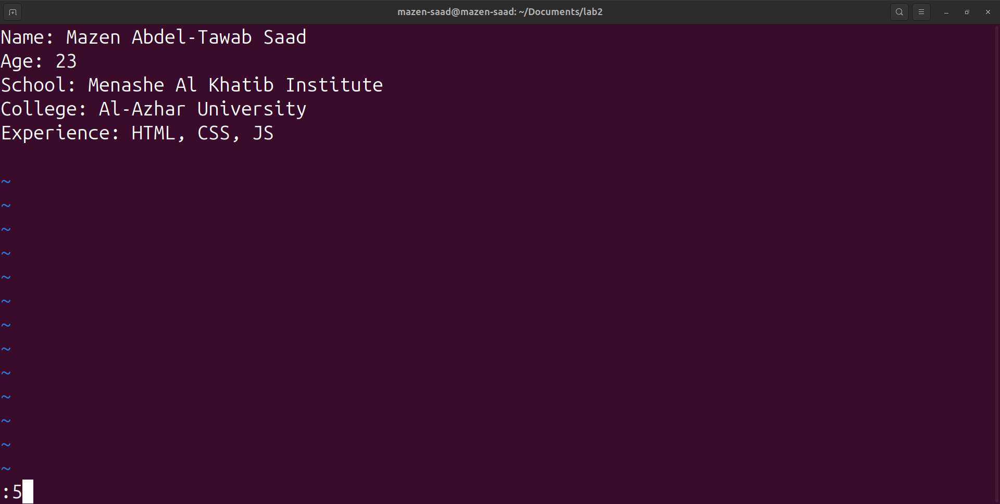 mazen-saad@mazen-saad: ~/Documents/lab2
Name: Mazen Abdel-Tawab Saad
Age: 23
School: Menashe Al Khatib Institute
College: Al-Azhar University
Experience: HTML, CSS, JS
~
~
~
~
~
~
~
~
~
~
~
~
~
:5